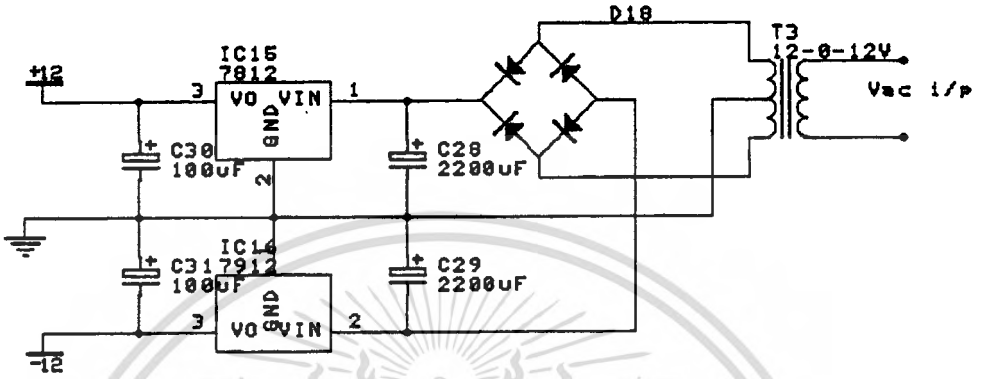 D18
T3
12-0-12V
Vac i/p
IC15
7812
+12
3
VO
VIN
1
GND
2
C30
100uF
C28
2200uF
IC16
7912
1
C31
100uF
C29
2200uF
GND
3
VO
VIN
2
-12